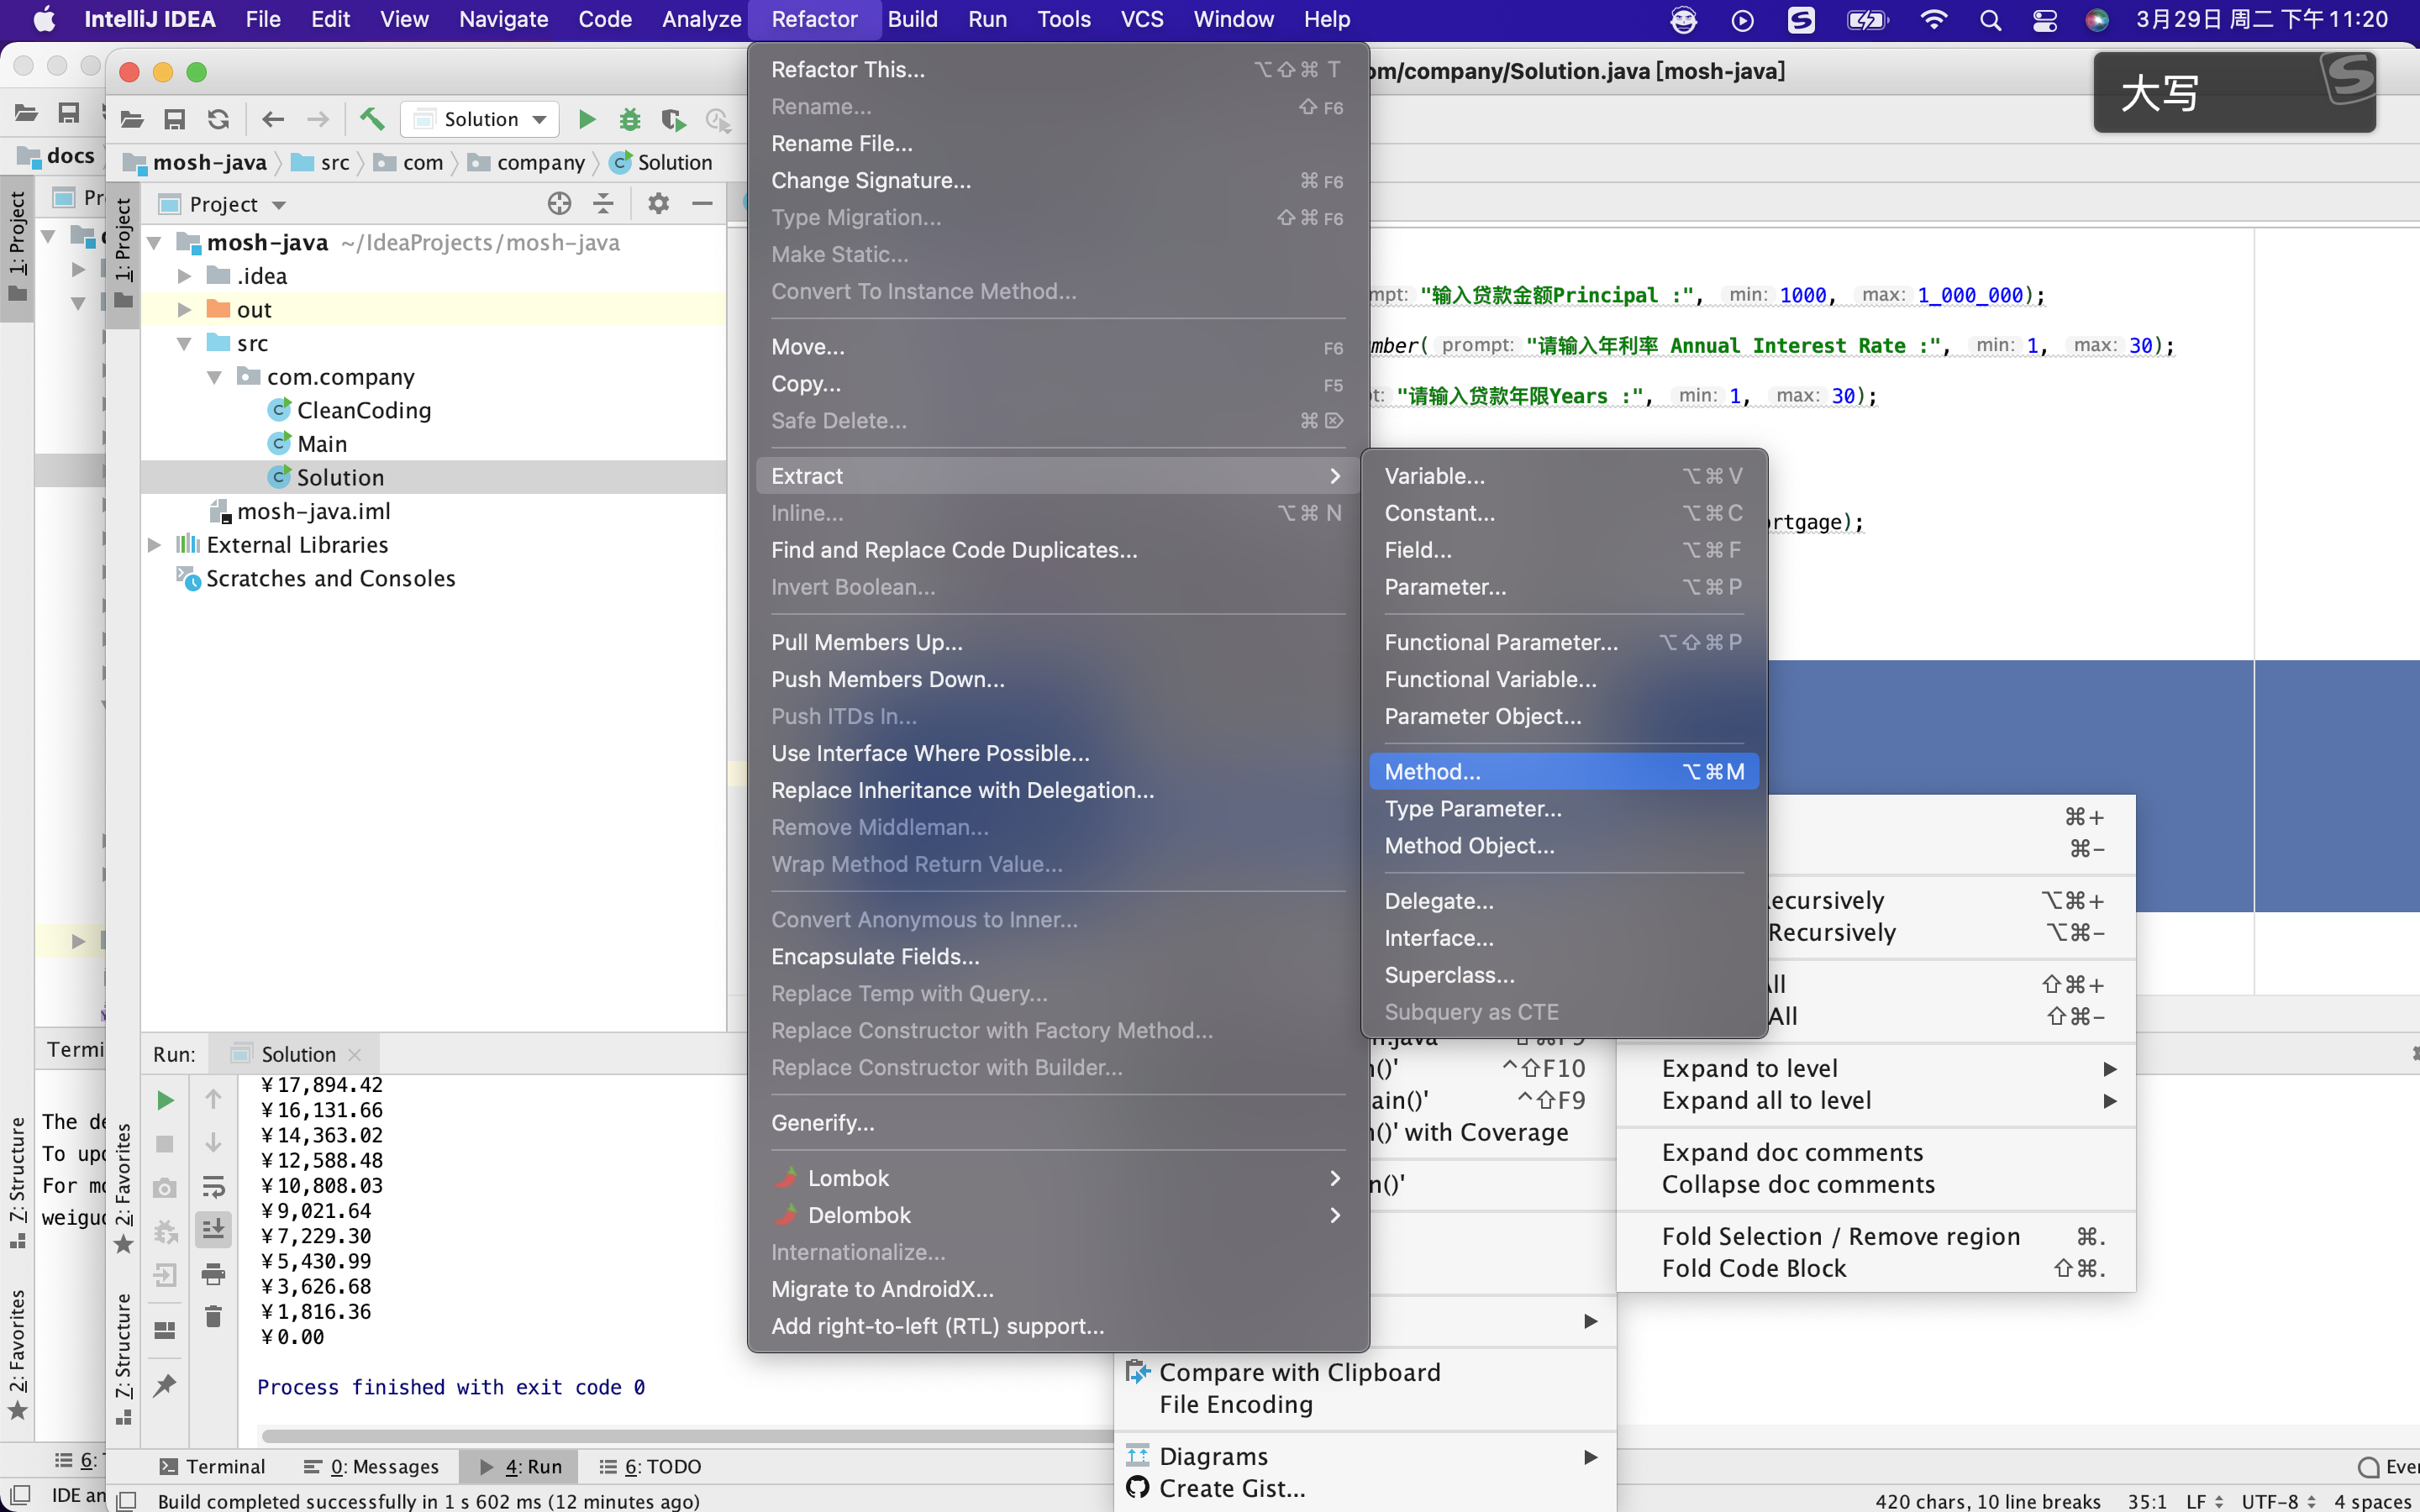 IntelliJ IDEA File Edit View Navigate Code Analyze Refactor Build Run Tools VCS Window Help 3月29日 周二 下午 11:20
com/company/Solution.java [mosh-java]
大写
Solution
docs
mosh-java src com company Solution
1: Project
1: Project
Project
mosh-java ~/IdeaProjects/mosh-java
.idea
out
src
com.company
CleanCoding
Main
Solution
mosh-java.iml
External Libraries
Scratches and Consoles
Refactor This... ⌥⇧⌘ T
Rename... ⇧ F6
Rename File...
Change Signature... ⌘ F6
Type Migration... ⇧⌘ F6
Make Static...
Convert To Instance Method...
Move... F6
Copy... F5
Safe Delete... ⌘⌦
Extract
Inline... ⌥⌘ N
Find and Replace Code Duplicates...
Invert Boolean...
Pull Members Up...
Push Members Down...
Push ITDs In...
Use Interface Where Possible...
Replace Inheritance with Delegation...
Remove Middleman...
Wrap Method Return Value...
Convert Anonymous to Inner...
Encapsulate Fields...
Replace Temp with Query...
Replace Constructor with Factory Method...
Replace Constructor with Builder...
Generify...
Lombok
Delombok
Internationalize...
Migrate to AndroidX...
Add right-to-left (RTL) support...
mpt: "输入贷款金额Principal :", min: 1000, max: 1_000_000);
mber( prompt: "请输入年利率 Annual Interest Rate :", min: 1, max: 30);
pt: "请输入贷款年限Years :", min: 1, max: 30);
ortgage);
Variable... ⌥⌘ V
Constant... ⌥⌘ C
Field... ⌥⌘ F
Parameter... ⌥⌘ P
Functional Parameter... ⌥⇧⌘ P
Functional Variable...
Parameter Object...
Method... ⌥⌘M
Type Parameter...
Method Object...
Delegate...
Interface...
Superclass...
Subquery as CTE
⌘+
⌘−
ecursively ⌥⌘+
Recursively ⌥⌘−
ll ⇧⌘+
All ⇧⌘−
Expand to level
Expand all to level
Expand doc comments
Collapse doc comments
Fold Selection / Remove region ⌘.
Fold Code Block ⇧⌘.
n()' ^⇧F10
ain()' ^⇧F9
n()' with Coverage
n()'
Compare with Clipboard
File Encoding
Diagrams
Create Gist...
Run: Solution
¥17,894.42
¥16,131.66
¥14,363.02
¥12,588.48
¥10,808.03
¥9,021.64
¥7,229.30
¥5,430.99
¥3,626.68
¥1,816.36
¥0.00
Process finished with exit code 0
Termi
The de
To upd
For mo
weigu
Z: Structure
2: Favorites
2: Favorites
Z: Structure
6:
Terminal 0: Messages 4: Run 6: TODO
Even
IDE an
Build completed successfully in 1 s 602 ms (12 minutes ago)
420 chars, 10 line breaks 35:1 LF UTF-8 4 spaces